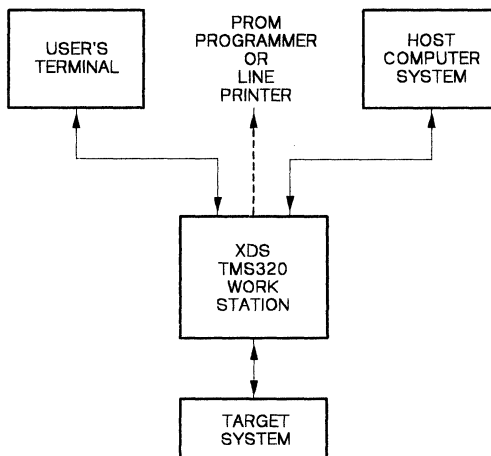 USER'S
TERMINAL
PROM
PROGRAMMER
OR
LINE
PRINTER
HOST
COMPUTER
SYSTEM
XDS
TMS320
WORK
STATION
TARGET
SYSTEM